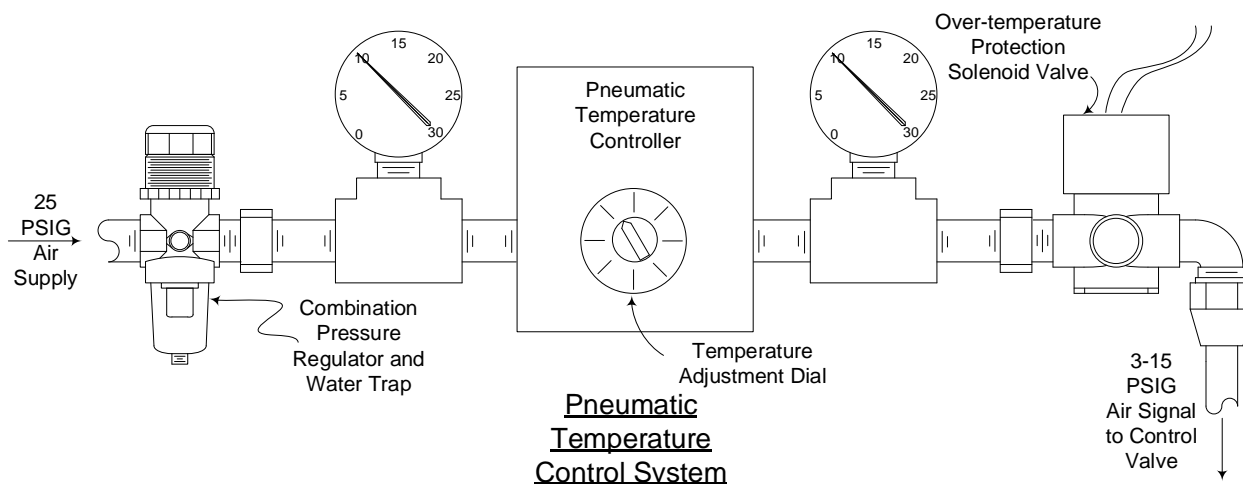 Over-temperature
Protection
Solenoid Valve
0
5
10
15
20
25
30
0
5
10
15
20
25
30
Pneumatic
Temperature
Controller
25
PSIG
Air
Supply
Combination
Pressure
Regulator and
Water Trap
Temperature
Adjustment Dial
3-15
PSIG
Air Signal
to Control
Valve
Pneumatic
Temperature
Control System